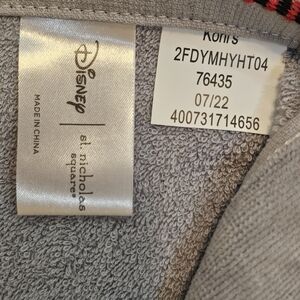 Disney
st. nicholas
square®
MADE IN CHINA
Kohl's
2FDYMHYHT04
76435
07/22
400731714656